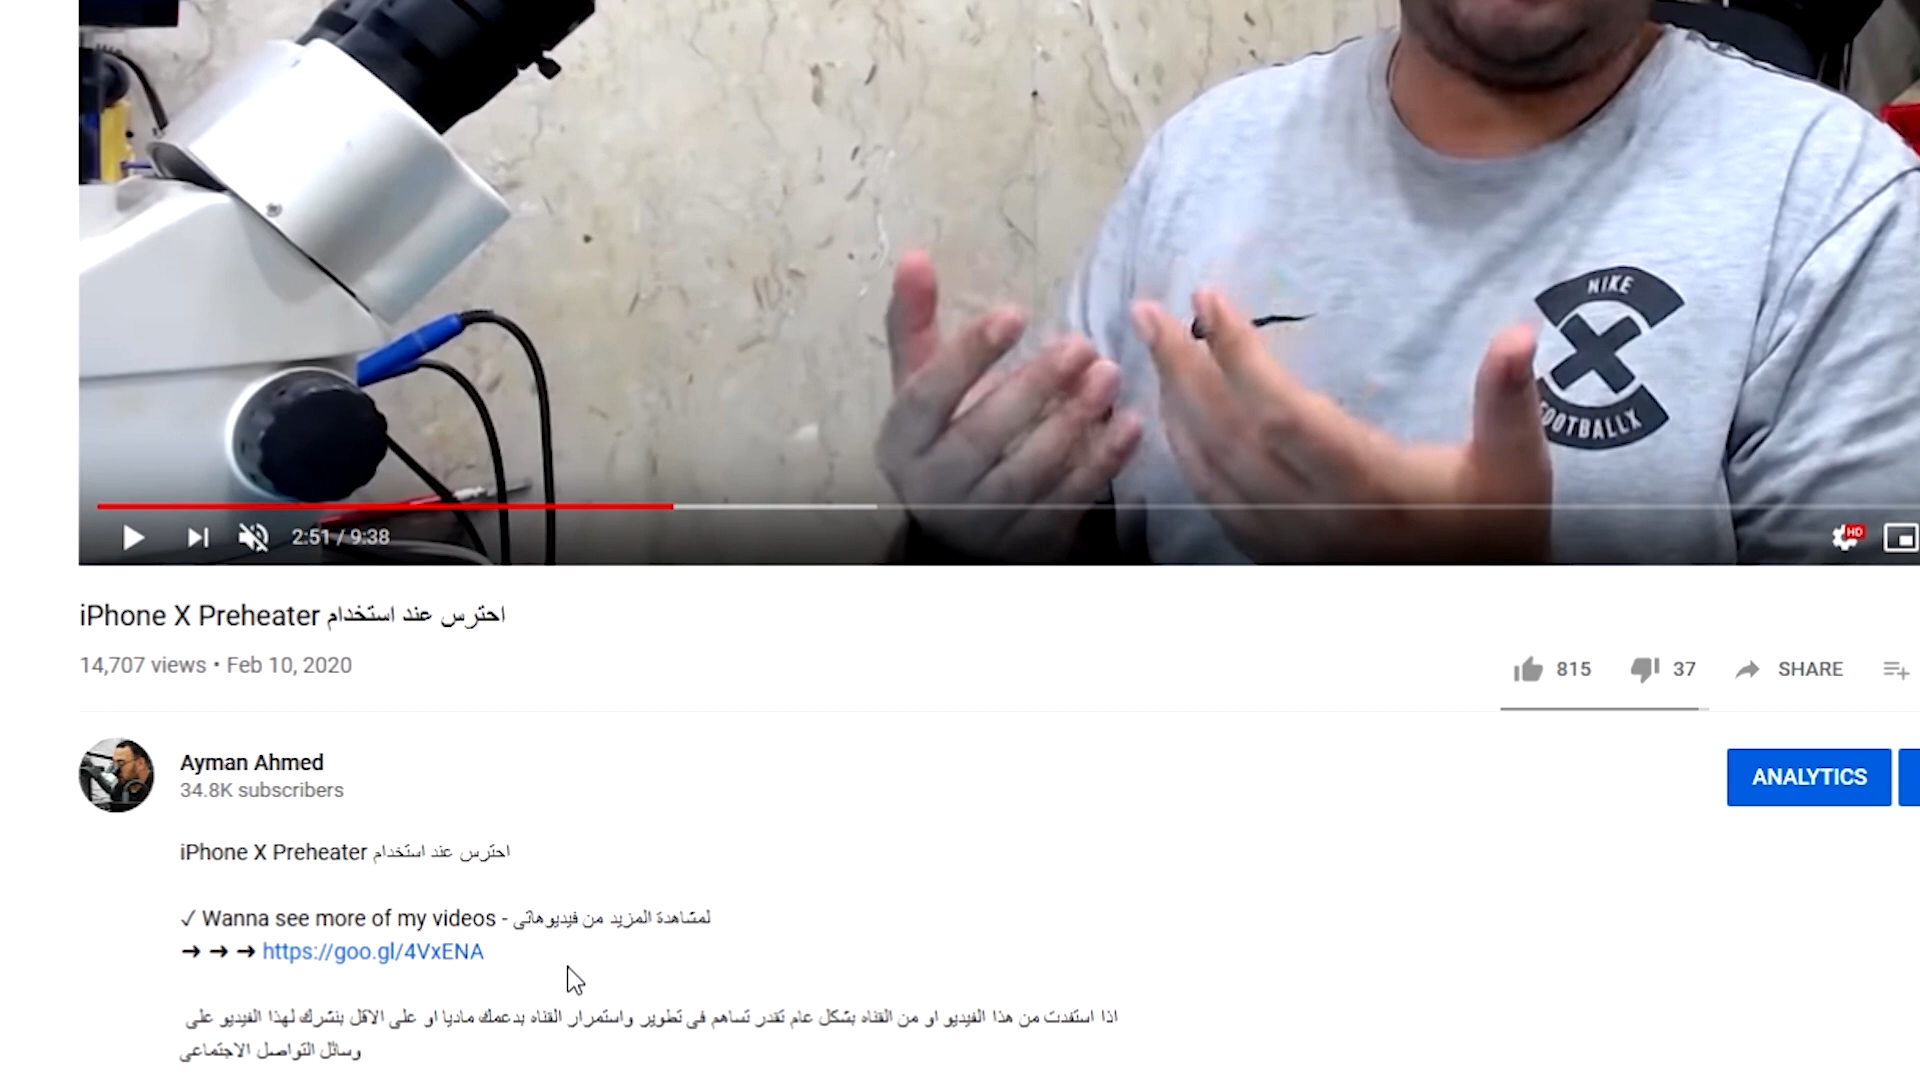 NIKE
FOOTBALLX
2:51 / 9:38
HD
iPhone X Preheater احترس عند استخدام
14,707 views • Feb 10, 2020
815
37
SHARE
Ayman Ahmed
34.8K subscribers
ANALYTICS
iPhone X Preheater احترس عند استخدام
✓ Wanna see more of my videos - لمشاهدة المزيد من فيديوهاتى
➔ ➔ ➔ https://goo.gl/4VxENA
اذا استفدت من هذا الفيديو او من القناه بشكل عام تقدر تساهم فى تطوير واستمرار القناه بدعمك ماديا او على الاقل بنشرك لهذا الفيديو على
وسائل التواصل الاجتماعى